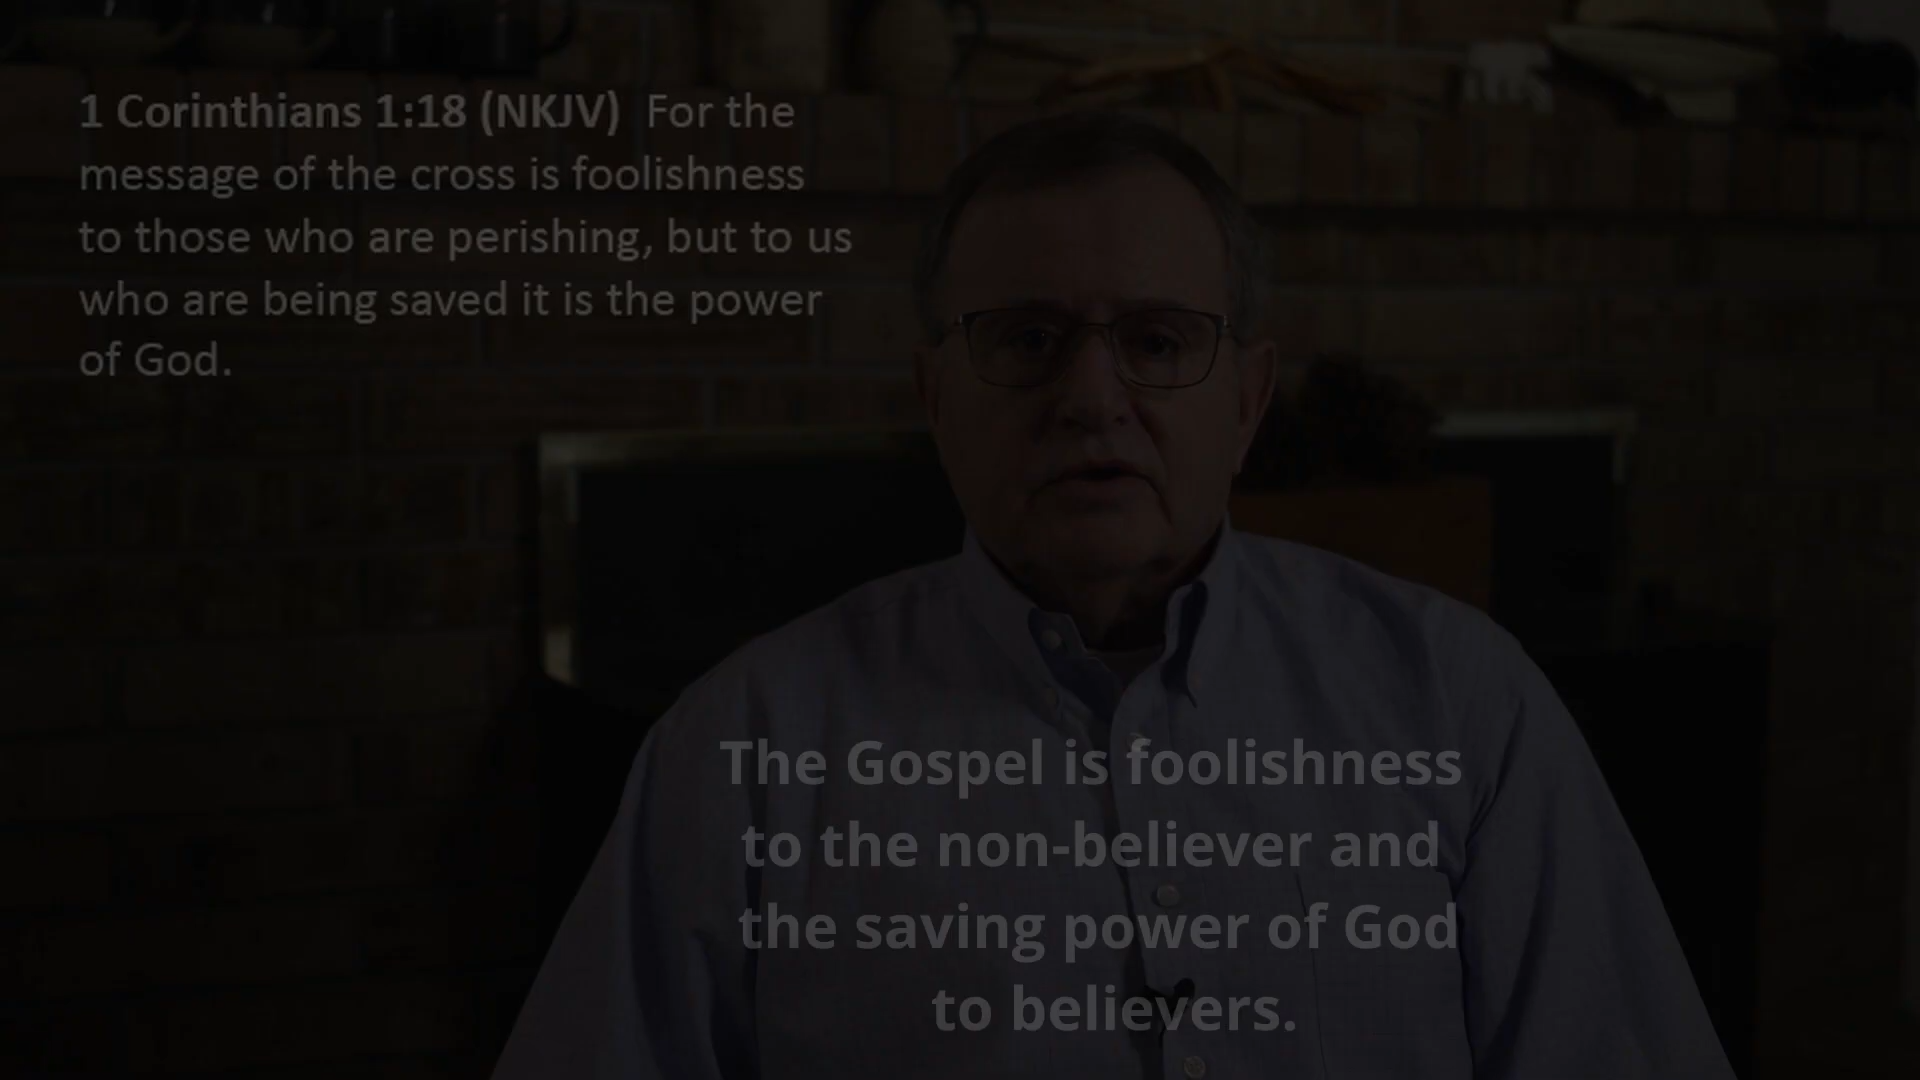 1 Corinthians 1:18 (NKJV) For the
message of the cross is foolishness
to those who are perishing, but to us
who are being saved it is the power
of God.
The Gospel is foolishness
to the non-believer and
the saving power of God
to believers.